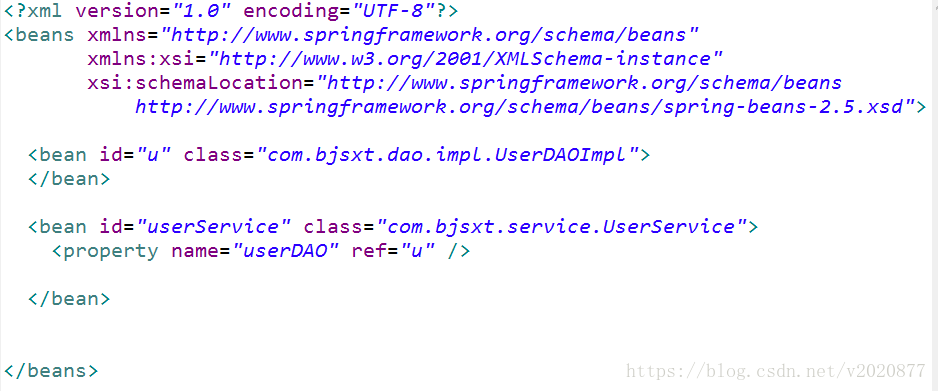 <?xml version="1.0" encoding="UTF-8"?>
<beans xmlns="http://www.springframework.org/schema/beans"
xmlns:xsi="http://www.w3.org/2001/XMLSchema-instance"
xsi:schemaLocation="http://www.springframework.org/schema/beans
http://www.springframework.org/schema/beans/spring-beans-2.5.xsd">
<bean id="u" class="com.bjsxt.dao.impl.UserDAOImpl">
</bean>
<bean id="userService" class="com.bjsxt.service.UserService">
<property name="userDAO" ref="u" />
</bean>
</beans>
https://blog.csdn.net/v2020877